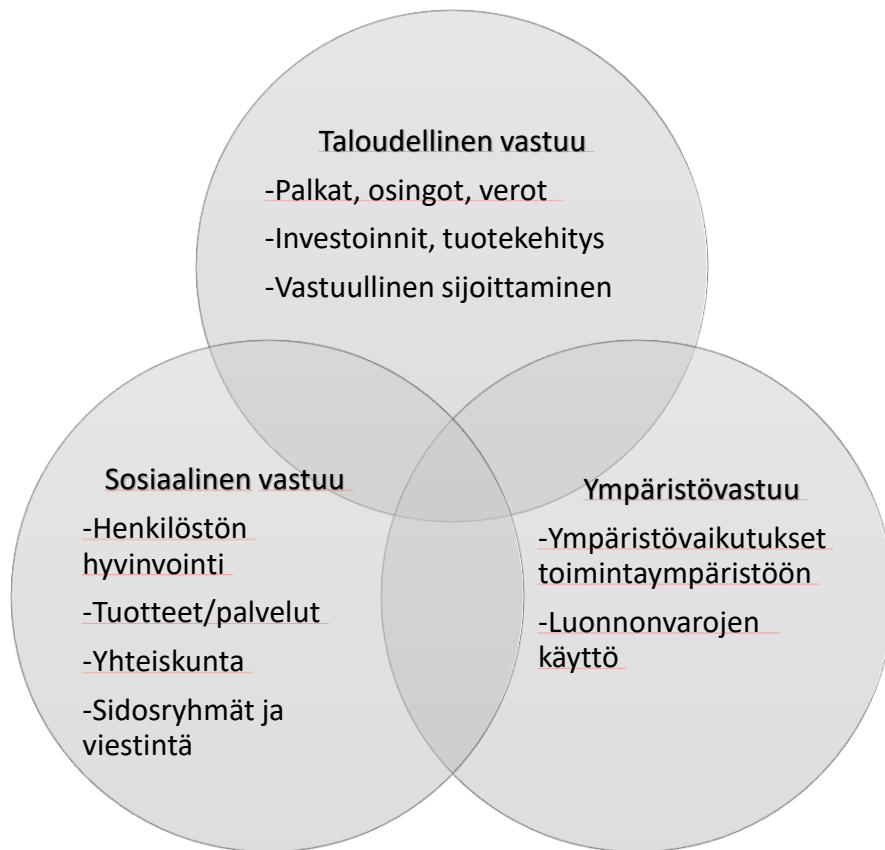 Taloudellinen vastuu
-Palkat, osingot, verot
-Investoinnit, tuotekehitys
-Vastuullinen sijoittaminen
Sosiaalinen vastuu
-Henkilöstön
hyvinvointi
-Tuotteet/palvelut
-Yhteiskunta
-Sidosryhmät ja
viestintä
Ympäristövastuu
-Ympäristövaikutukset
toimintaympäristöön
-Luonnonvarojen
käyttö